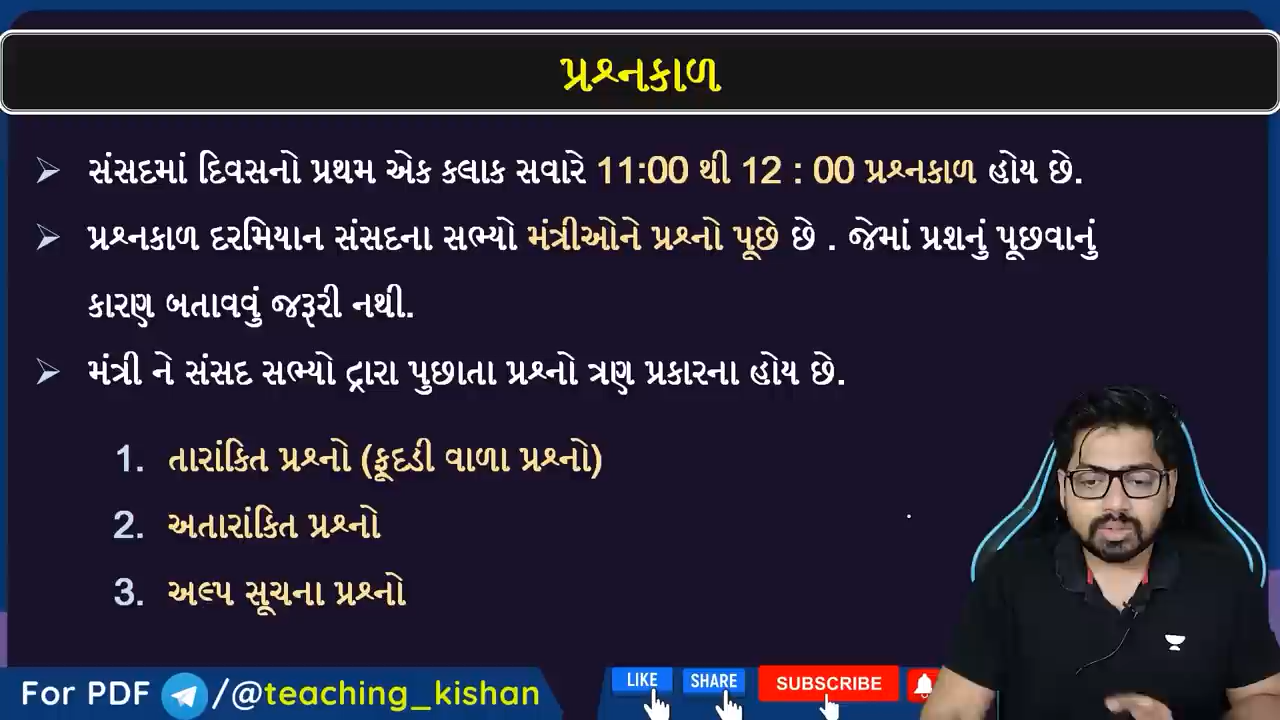 પ્રશ્નકાળ
સંસદમાં દિવસનો પ્રથમ એક કલાક સવારે 11:00 થી 12 : 00 પ્રશ્નકાળ હોય છે.
પ્રશ્નકાળ દરમિયાન સંસદના સભ્યો મંત્રીઓને પ્રશ્નો પૂછે છે . જેમાં પ્રશનું પૂછવાનું
કારણ બતાવવું જરૂરી નથી.
મંત્રી ને સંસદ સભ્યો દ્રારા પુછાતા પ્રશ્નો ત્રણ પ્રકારના હોય છે.
1. તારાંકિત પ્રશ્નો (ફૂદડી વાળા પ્રશ્નો)
2. અતારાંકિત પ્રશ્નો
3. અલ્પ સૂચના પ્રશ્નો
For PDF /@teaching_kishan LIKE SHARE SUBSCRIBE